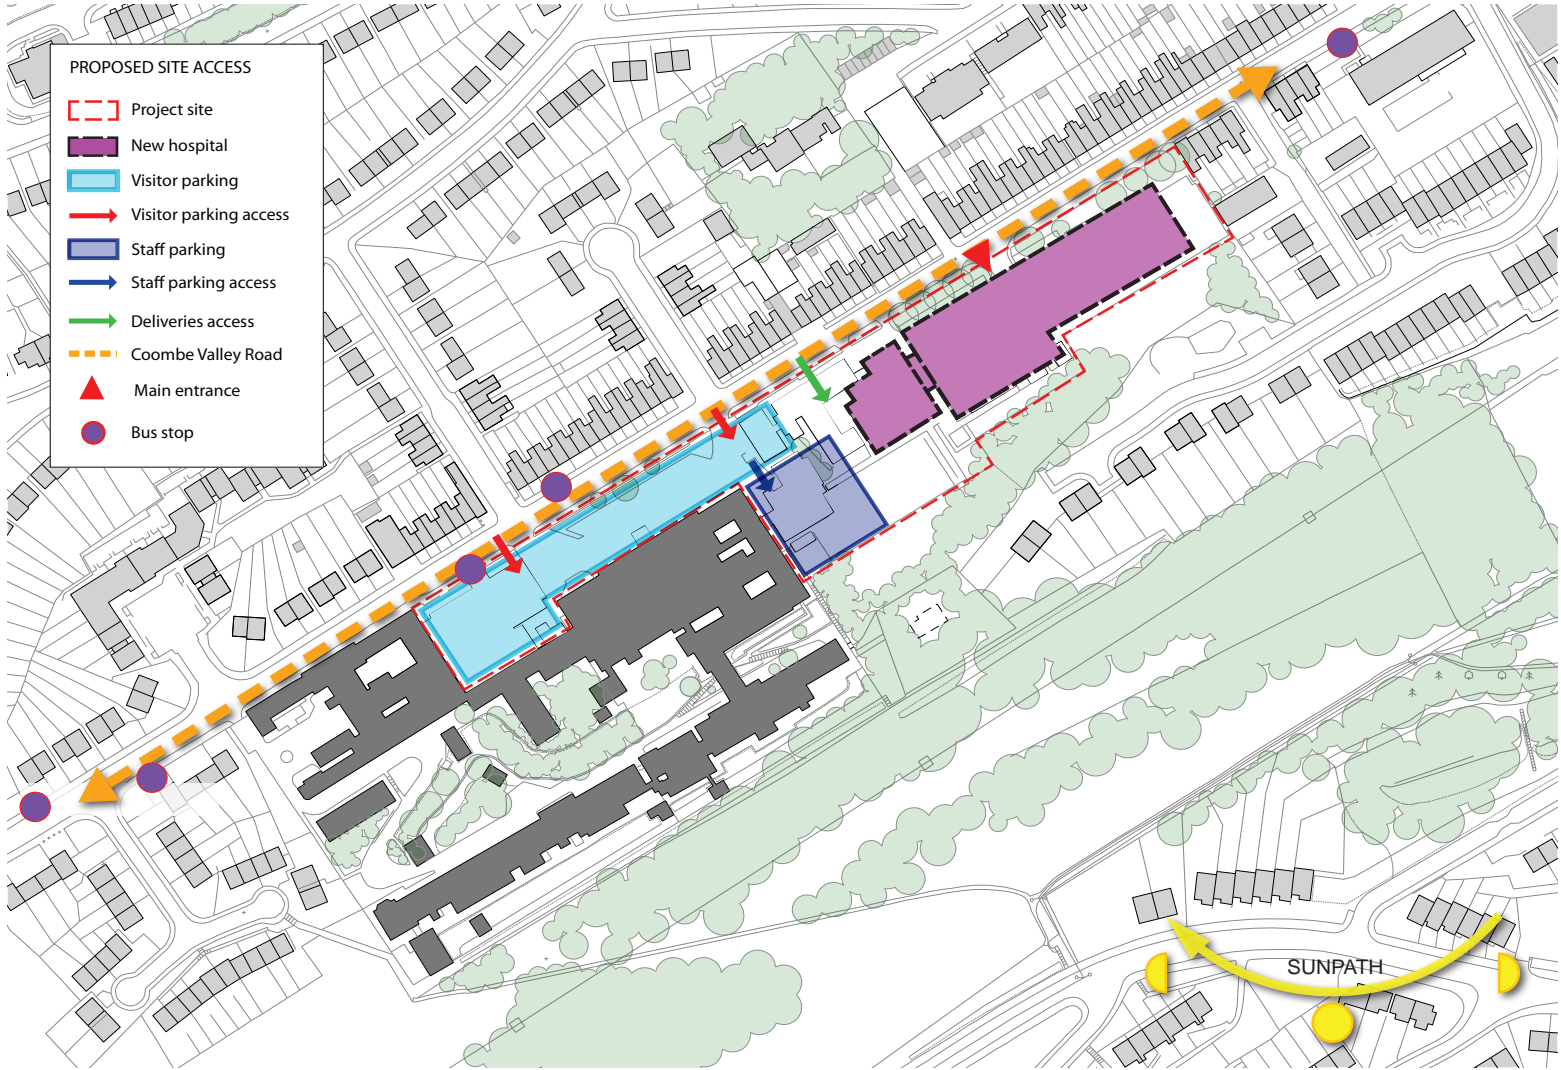 PROPOSED SITE ACCESS
Project site
New hospital
Visitor parking
Visitor parking access
Staff parking
Staff parking access
Deliveries access
Coombe Valley Road
Main entrance
Bus stop
SUNPATH